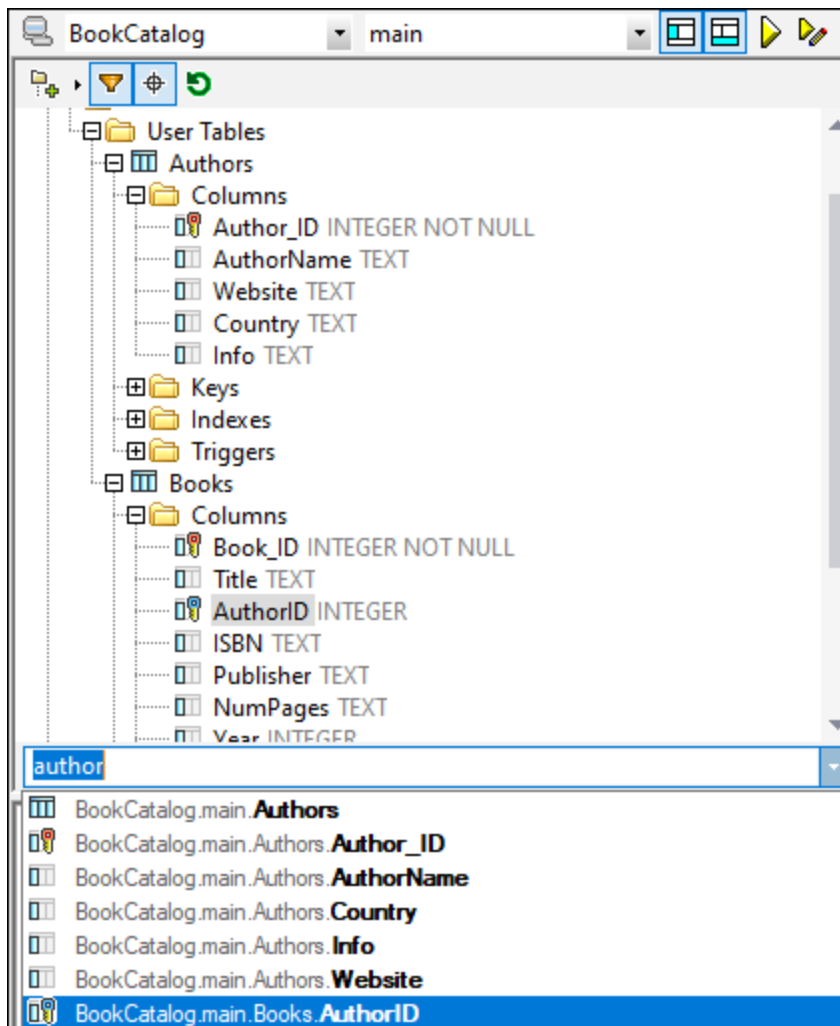 BookCatalog main
User Tables
Authors
Columns
Author_ID INTEGER NOT NULL
AuthorName TEXT
Website TEXT
Country TEXT
Info TEXT
Keys
Indexes
Triggers
Books
Columns
Book_ID INTEGER NOT NULL
Title TEXT
AuthorID INTEGER
ISBN TEXT
Publisher TEXT
NumPages TEXT
Year INTEGER
author
BookCatalog.main.Authors
BookCatalog.main.Authors.Author_ID
BookCatalog.main.Authors.AuthorName
BookCatalog.main.Authors.Country
BookCatalog.main.Authors.Info
BookCatalog.main.Authors.Website
BookCatalog.main.Books.AuthorID